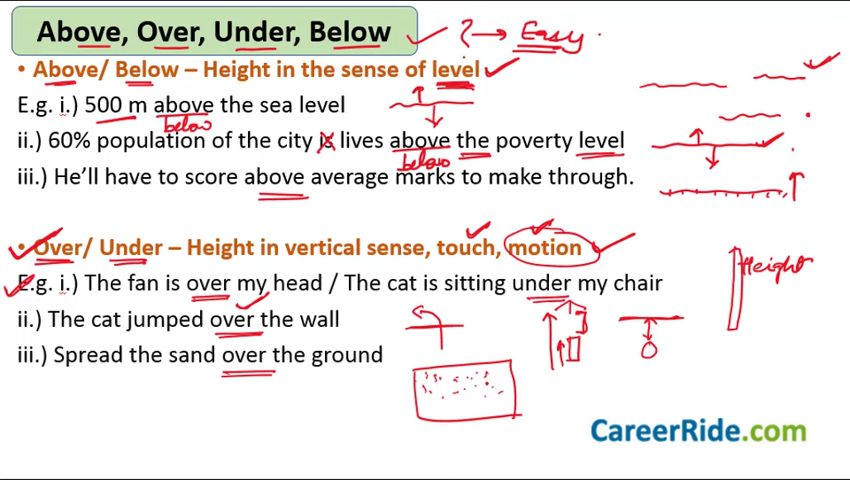 Above, Over, Under, Below ? → Easy.
• Above/ Below – Height in the sense of level
E.g. i.) 500 m above the sea level
below
ii.) 60% population of the city is lives above the poverty level
below
iii.) He'll have to score above average marks to make through.
• Over/ Under – Height in vertical sense, touch, motion
Height
E.g. i.) The fan is over my head / The cat is sitting under my chair
ii.) The cat jumped over the wall
iii.) Spread the sand over the ground
CareerRide.com